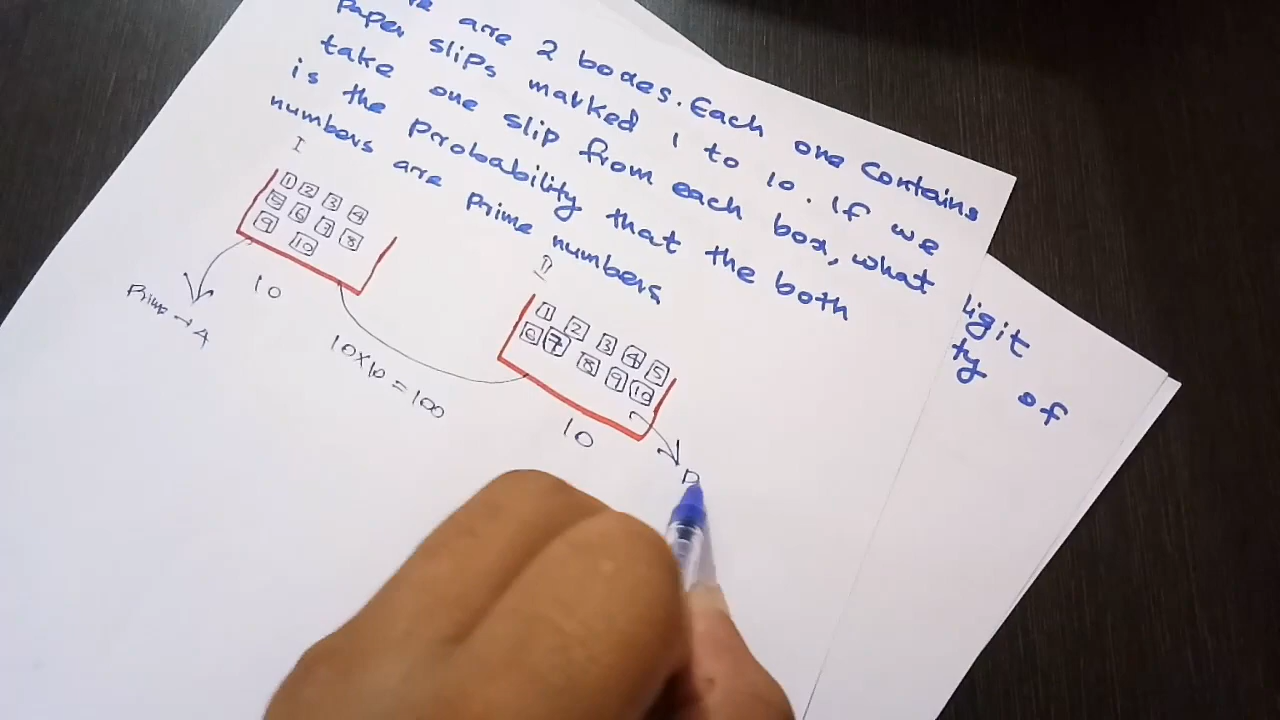 are 2 boxes. Each one contains
Paper slips marked 1 to 10. If we
take one slip from each box, what
is the Probability that the both
numbers are Prime numbers
I
1 2 3 4
5 6 7 8
9 10
10
Prime → 4
10×10 = 100
II
1 2 3 4 5
6 7 8 9 10
10
P
of